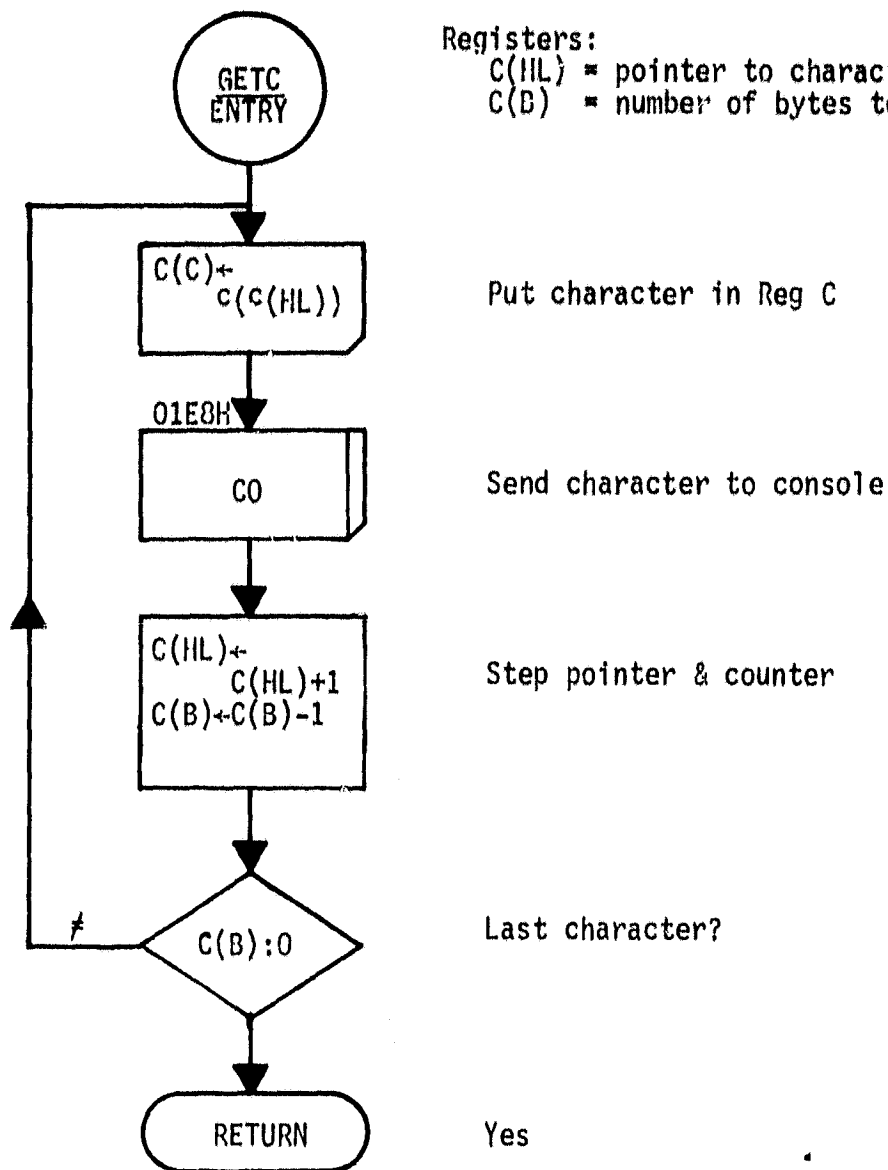 Registers:
C(HL) = pointer to charac
C(B) = number of bytes to
GETC
ENTRY
C(C)←
c(c(HL))
Put character in Reg C
01E8H
CO
Send character to console
C(HL)←
C(HL)+1
C(B)←C(B)-1
Step pointer & counter
≠
C(B):0
Last character?
RETURN
Yes